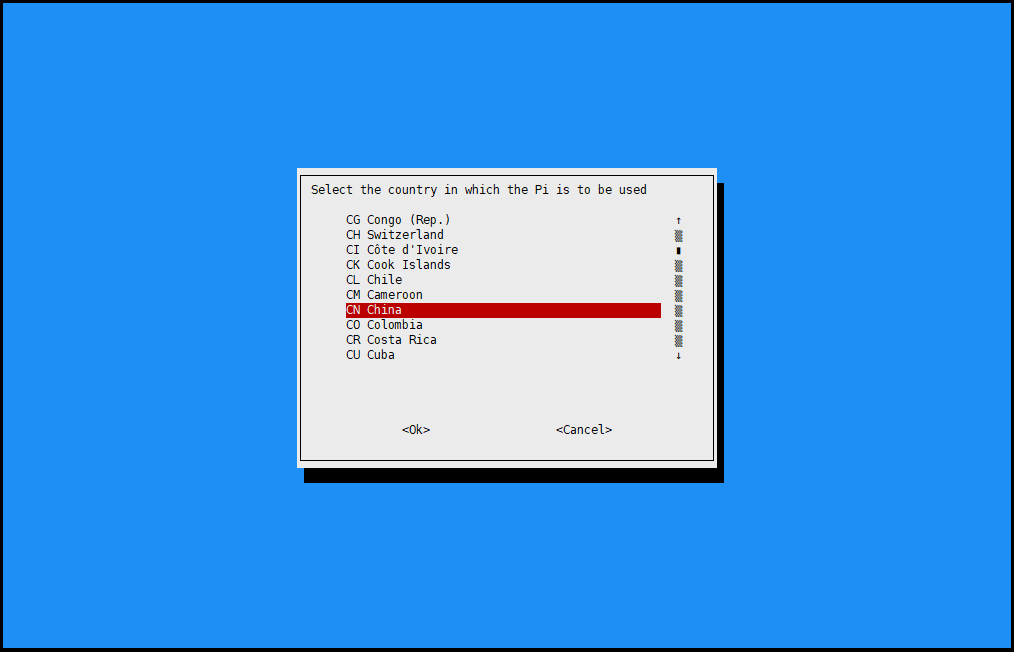 Select the country in which the Pi is to be used
CG Congo (Rep.) ↑
CH Switzerland
CI Côte d'Ivoire
CK Cook Islands
CL Chile
CM Cameroon
CN China
CO Colombia
CR Costa Rica
CU Cuba ↓
<Ok> <Cancel>